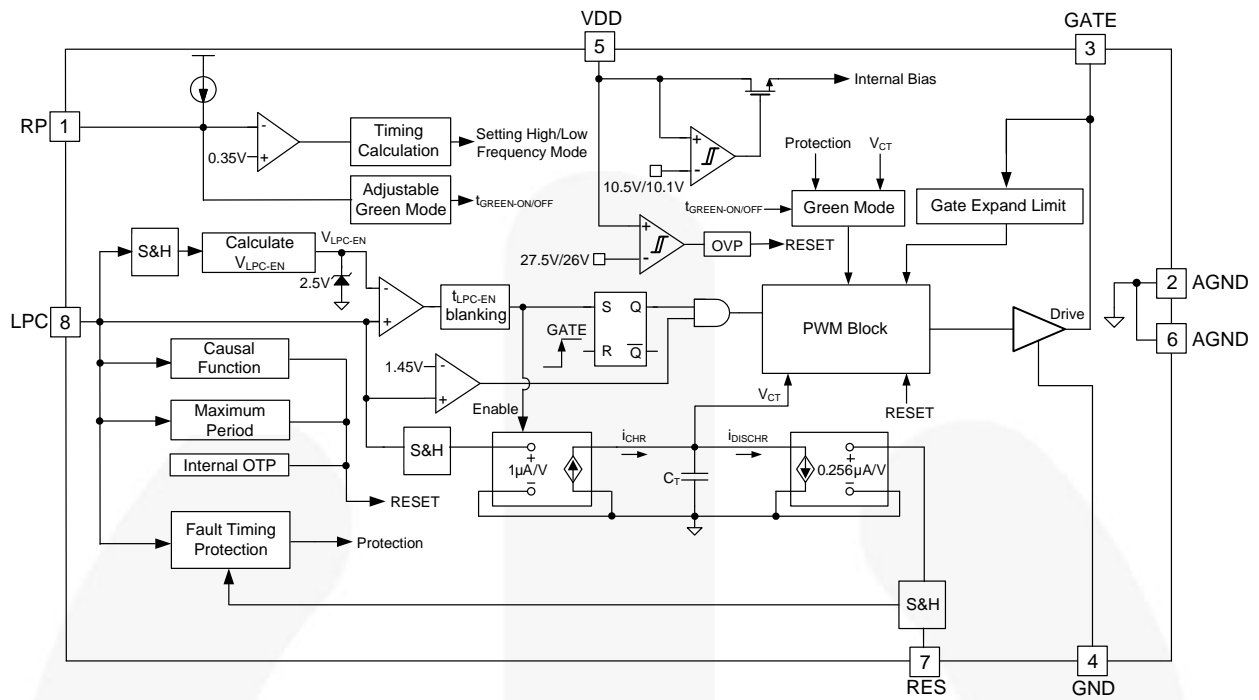 VDD
5
GATE
3
RP
1
-
+
0.35V
Timing
Calculation
Setting High/Low
Frequency Mode
Adjustable
Green Mode
tGREEN-ON/OFF
Internal Bias
+
-
10.5V/10.1V
Protection
VCT
tGREEN-ON/OFF
Green Mode
Gate Expand Limit
+
-
27.5V/26V
OVP
RESET
S&H
Calculate
VLPC-EN
VLPC-EN
2.5V
LPC
8
-
+
tLPC-EN
blanking
S
Q
R
Q
GATE
PWM Block
Drive
2
AGND
6
AGND
Causal
Function
1.45V
-
+
Enable
VCT
RESET
Maximum
Period
Internal OTP
RESET
S&H
+
1µA/V
-
iCHR
CT
iDISCHR
+
0.256µA/V
-
Fault Timing
Protection
Protection
S&H
7
RES
4
GND